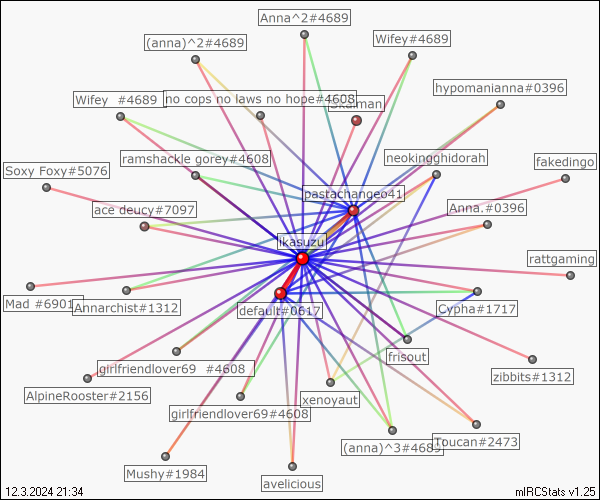 Anna^2#4689
Wifey#4689
(anna)^2#4689
hypomanianna#0396
Wifey  #4689
no cops no laws no hope#4608
ramshackle gorey#4608
neokingghidorah
fakedingo
Soxy Foxy#5076
pastachangeo41
ace deucy#7097
Anna.#0396
ikasuzu
rattgaming
Mad #6901
Annarchist#1312
default#0617
Cypha#1717
frisout
girlfriendlover69  #4608
zibbits#1312
AlpineRooster#2156
xenoyaut
girlfriendlover69#4608
(anna)^3#4689
Toucan#2473
Mushy#1984
avelicious
12.3.2024 21:34
mIRCStats v1.25